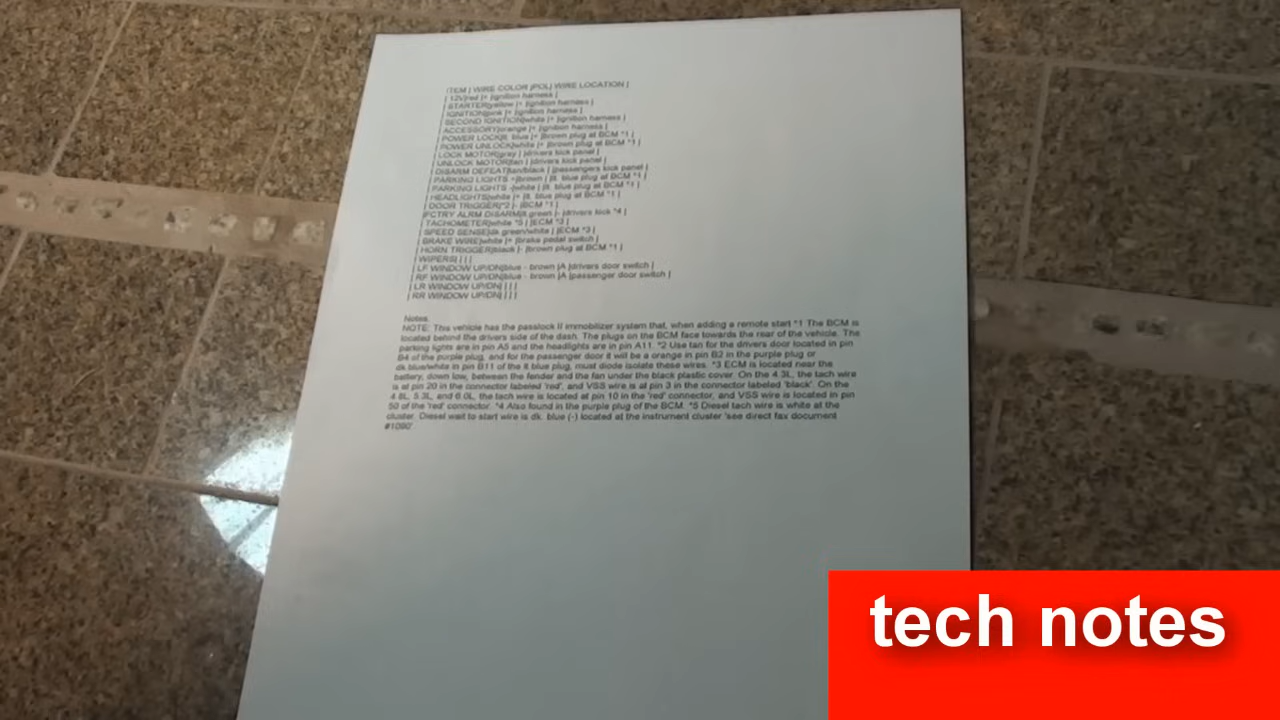 ITEM | WIRE COLOR |POL| WIRE LOCATION |
| 12V|red |+ |ignition harness |
| STARTER|yellow |+ |ignition harness |
| IGNITION|pink |+ |ignition harness |
| SECOND IGNITION|white |+ |ignition harness |
| ACCESSORY|orange |+ |ignition harness |
| POWER LOCK|lt. blue |+ |brown plug at BCM *1 |
| POWER UNLOCK|white |+ |brown plug at BCM *1 |
| LOCK MOTOR|gray | |drivers kick panel |
| UNLOCK MOTOR|tan | |drivers kick panel |
| DISARM DEFEAT|tan/black | |passengers kick panel |
| PARKING LIGHTS +|brown | |lt. blue plug at BCM *1 |
| PARKING LIGHTS -|white | |lt. blue plug at BCM *1 |
| HEADLIGHTS|white |+ |lt. blue plug at BCM *1 |
| DOOR TRIGGER|*2 |- |BCM *1 |
|FCTRY ALRM DISARM|lt.green |- |drivers kick *4 |
| TACHOMETER|white *5 | |ECM *3 |
| SPEED SENSE|dk green/white | |ECM *3 |
| BRAKE WIRE|white |+ |brake pedal switch |
| HORN TRIGGER|black |- |brown plug at BCM *1 |
| WIPERS| | | |
| LF WINDOW UP/DN|blue - brown |A |drivers door switch |
| RF WINDOW UP/DN|blue - brown |A |passenger door switch |
| LR WINDOW UP/DN| | | |
| RR WINDOW UP/DN| | | |
Notes:
NOTE: This vehicle has the passlock II immobilizer system that, when adding a remote start *1 The BCM is
located behind the drivers side of the dash. The plugs on the BCM face towards the rear of the vehicle. The
parking lights are in pin A5 and the headlights are in pin A11. *2 Use tan for the drivers door located in pin
B4 of the purple plug, and for the passenger door it will be a orange in pin B2 in the purple plug or
dk.blue/white in pin B11 of the lt blue plug, must diode isolate these wires. *3 ECM is located near the
battery, down low, between the fender and the fan under the black plastic cover. On the 4.3L, the tach wire
is at pin 20 in the connector labeled 'red', and VSS wire is at pin 3 in the connector labeled 'black'. On the
4.8L, 5.3L, and 6.0L, the tach wire is located at pin 10 in the 'red' connector, and VSS wire is located in pin
50 of the 'red' connector. *4 Also found in the purple plug of the BCM. *5 Diesel tach wire is white at the
cluster. Diesel wait to start wire is dk. blue (-) located at the instrument cluster 'see direct fax document
#1080'
tech notes